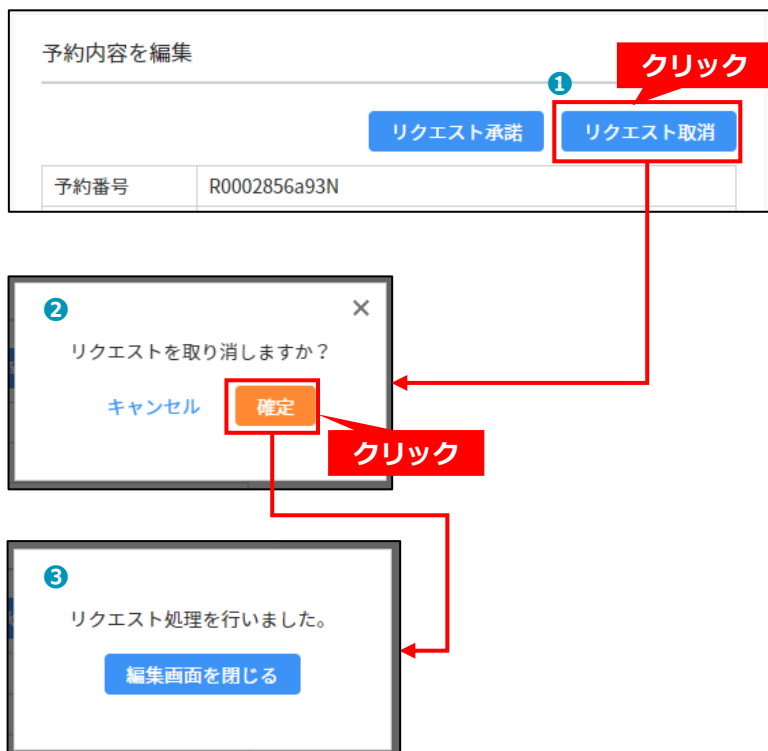 予約内容を編集
クリック
❶
リクエスト承諾 リクエスト取消
予約番号 R0002856a93N
❷ ×
リクエストを取り消しますか？
キャンセル 確定
クリック
❸
リクエスト処理を行いました。
編集画面を閉じる